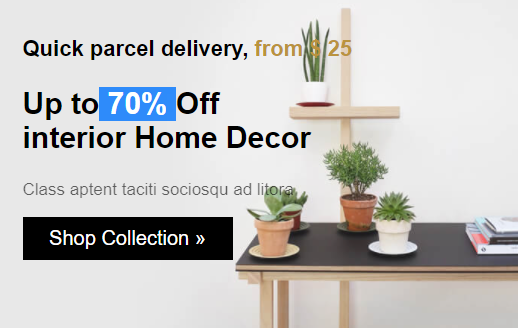 Quick parcel delivery, from $ 25
Up to 70% Off
interior Home Decor
Class aptent taciti sociosqu ad litora
Shop Collection »